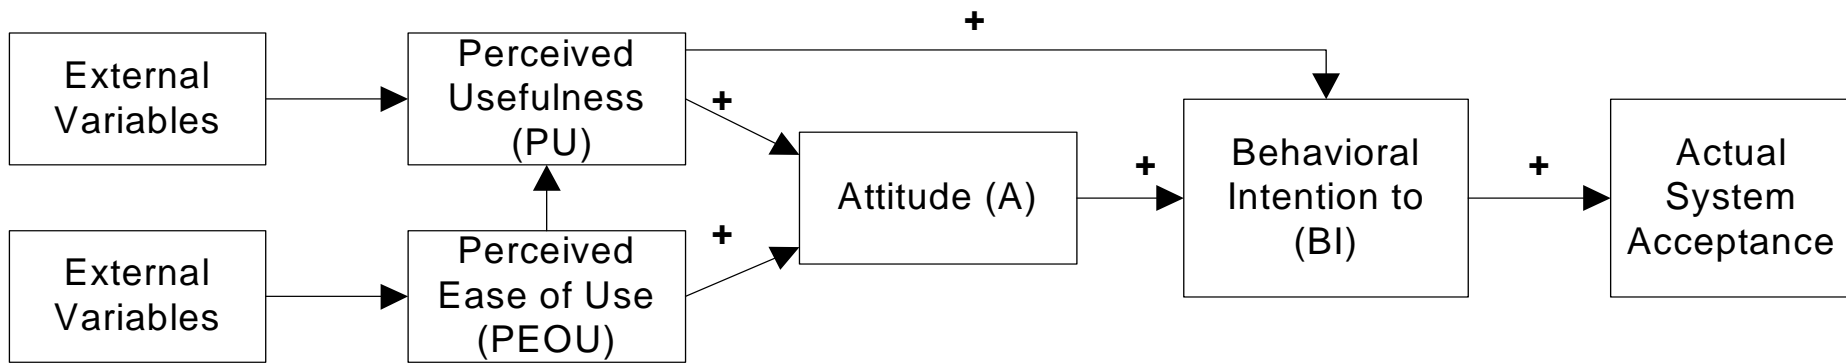 External
Variables
Perceived
Usefulness
(PU)
+
+
External
Variables
Perceived
Ease of Use
(PEOU)
+
Attitude (A)
+
Behavioral
Intention to
(BI)
+
Actual
System
Acceptance